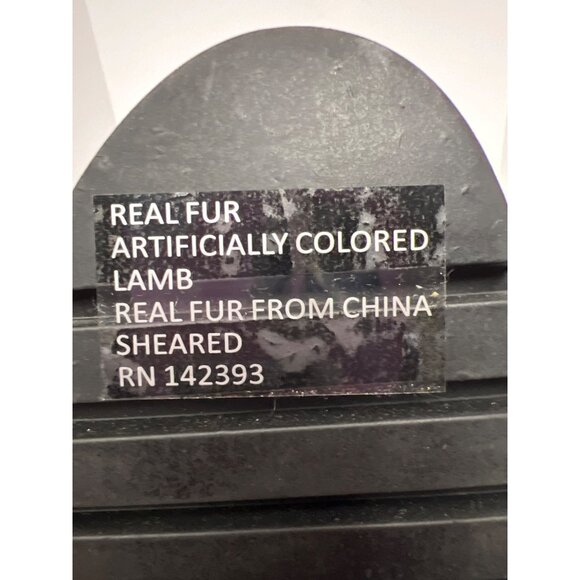 REAL FUR
ARTIFICIALLY COLORED
LAMB
REAL FUR FROM CHINA
SHEARED
RN 142393